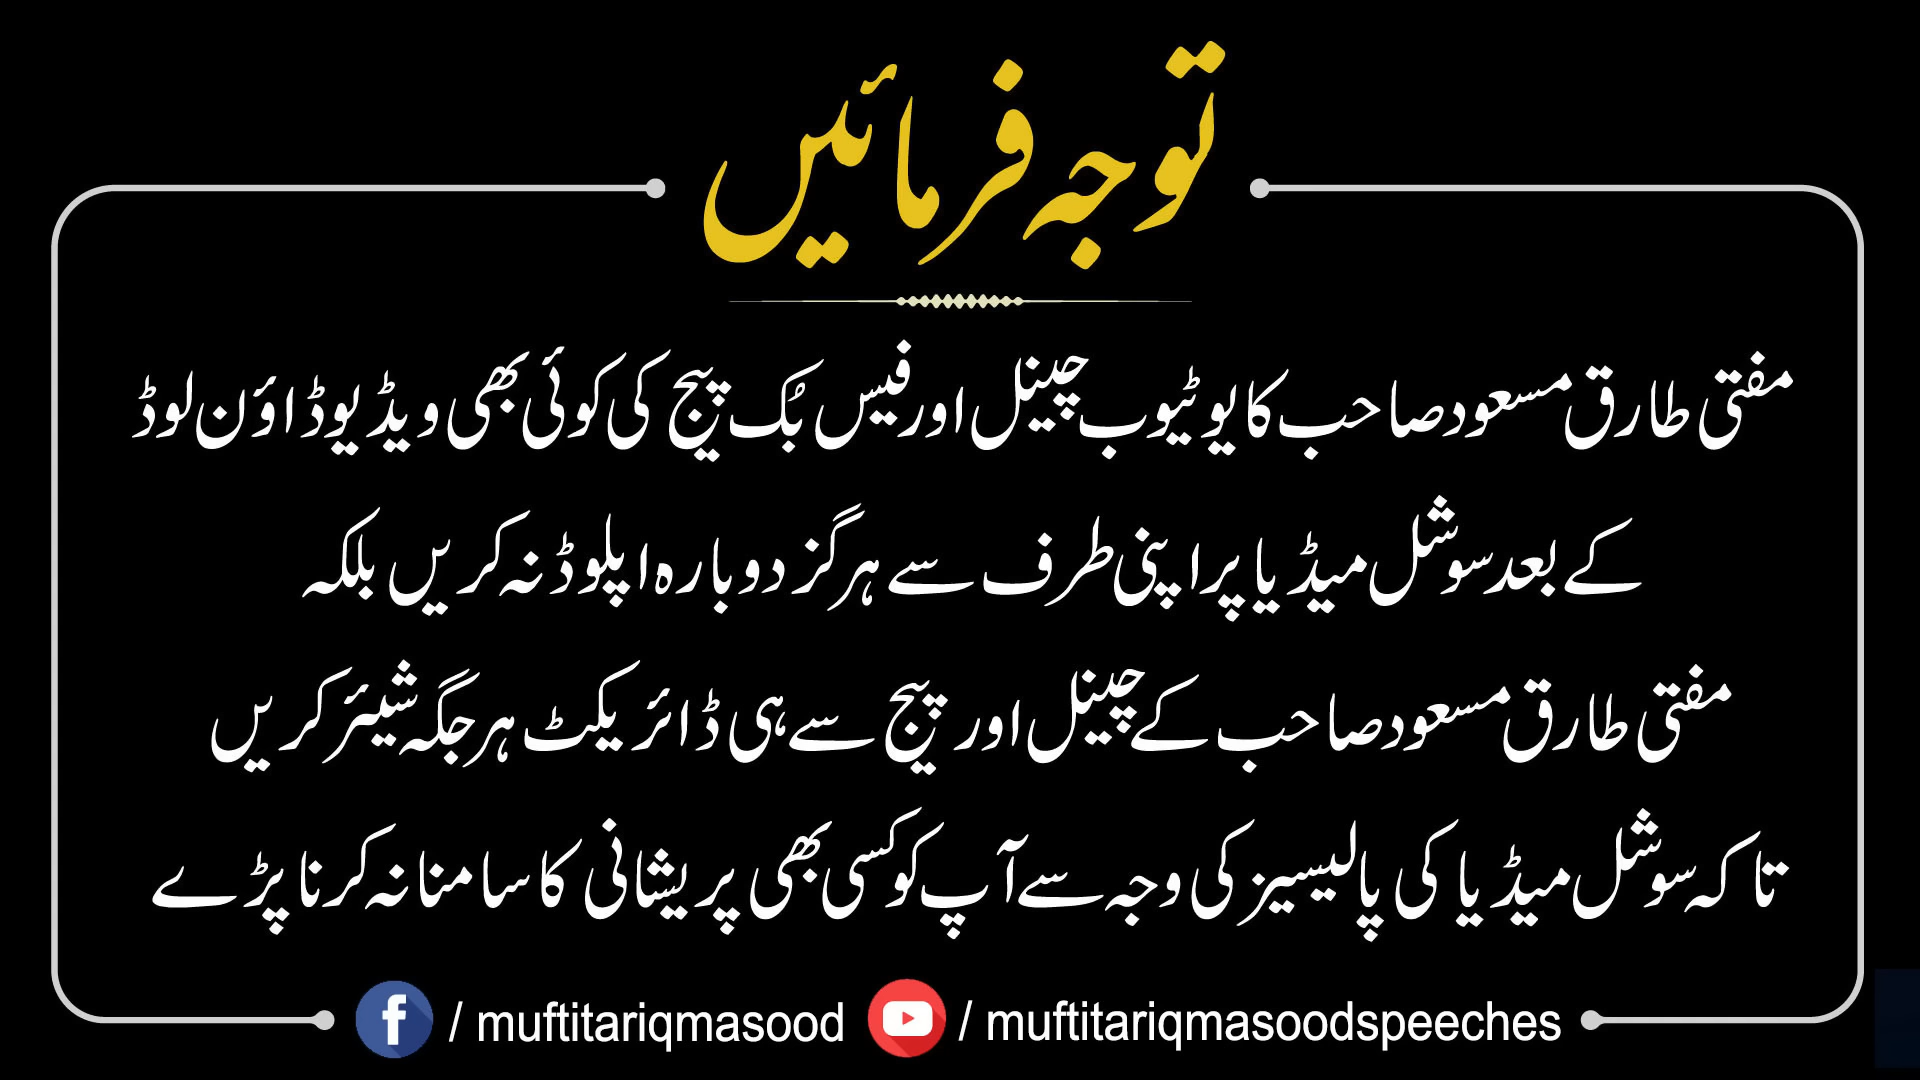 توجہ فرمائیں
مفتی طارق مسعود صاحب کا یوٹیوب چینل اور فیس بُک پیج کی کوئی بھی ویڈیو ڈاؤن لوڈ
کے بعد سوشل میڈیا پر اپنی طرف سے ہرگز دوبارہ اپلوڈ نہ کریں بلکہ
مفتی طارق مسعود صاحب کے چینل اور پیج سے ہی ڈائریکٹ ہر جگہ شیئر کریں
تاکہ سوشل میڈیا کی پالیسیز کی وجہ سے آپ کو کسی بھی پریشانی کا سامنا نہ کرنا پڑے
/ muftitariqmasood / muftitariqmasoodspeeches